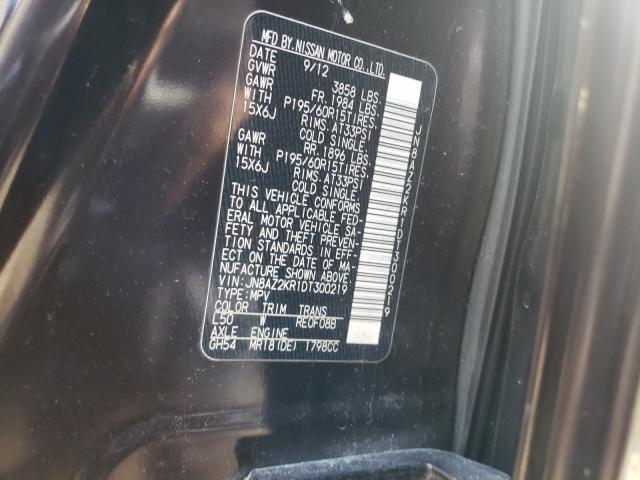 MFD BY.NISSAN MOTOR CO.,LTD.
DATE 9/12
GVWR 3858 LBS.
GAWR FR.1984 LBS.
WITH P195/60R15TIRES.
15X6J RIMS.AT33PSI
COLD SINGLE.
GAWR RR.1896 LBS.
WITH P195/60R15TIRES.
15X6J RIMS.AT33PSI
COLD SINGLE.
THIS VEHICLE CONFORMS
TO ALL APPLICABLE FED-
ERAL MOTOR VEHICLE SA-
FETY AND THEFT PREVEN-
TION STANDARDS IN EFF-
ECT ON THE DATE OF MA-
NUFACTURE SHOWN ABOVE.
VIN:JN8AZ2KR1DT300219
TYPE:MPV
COLOR TRIM TRANS
L50 W RE0F08B
AXLE ENGINE
GH54 MR18(DE) 1798CC
JN8AZ2KR1DT300219